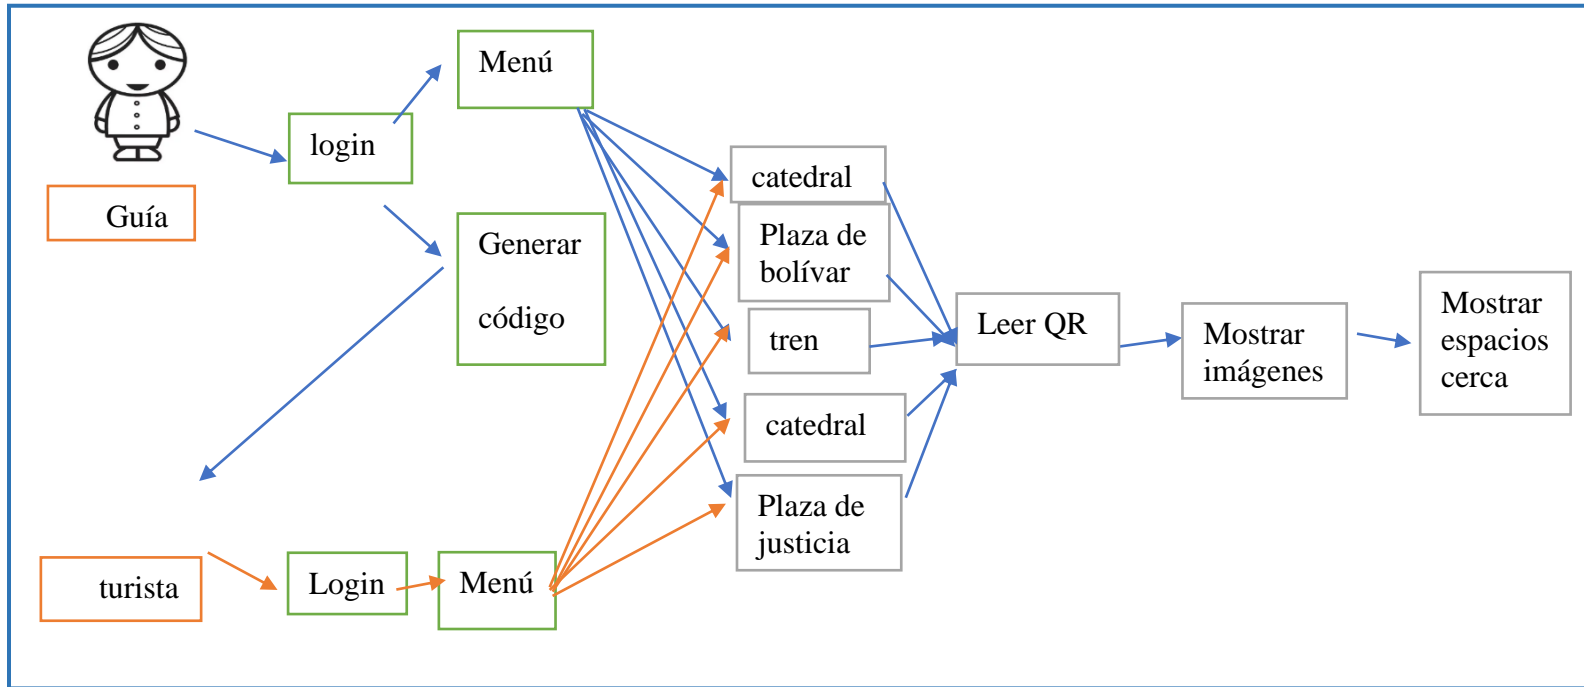 Menú
login
Guía
Generar
código
catedral
Plaza de
bolívar
tren
catedral
Plaza de
justicia
Leer QR
Mostrar
imágenes
Mostrar
espacios
cerca
turista
Login
Menú